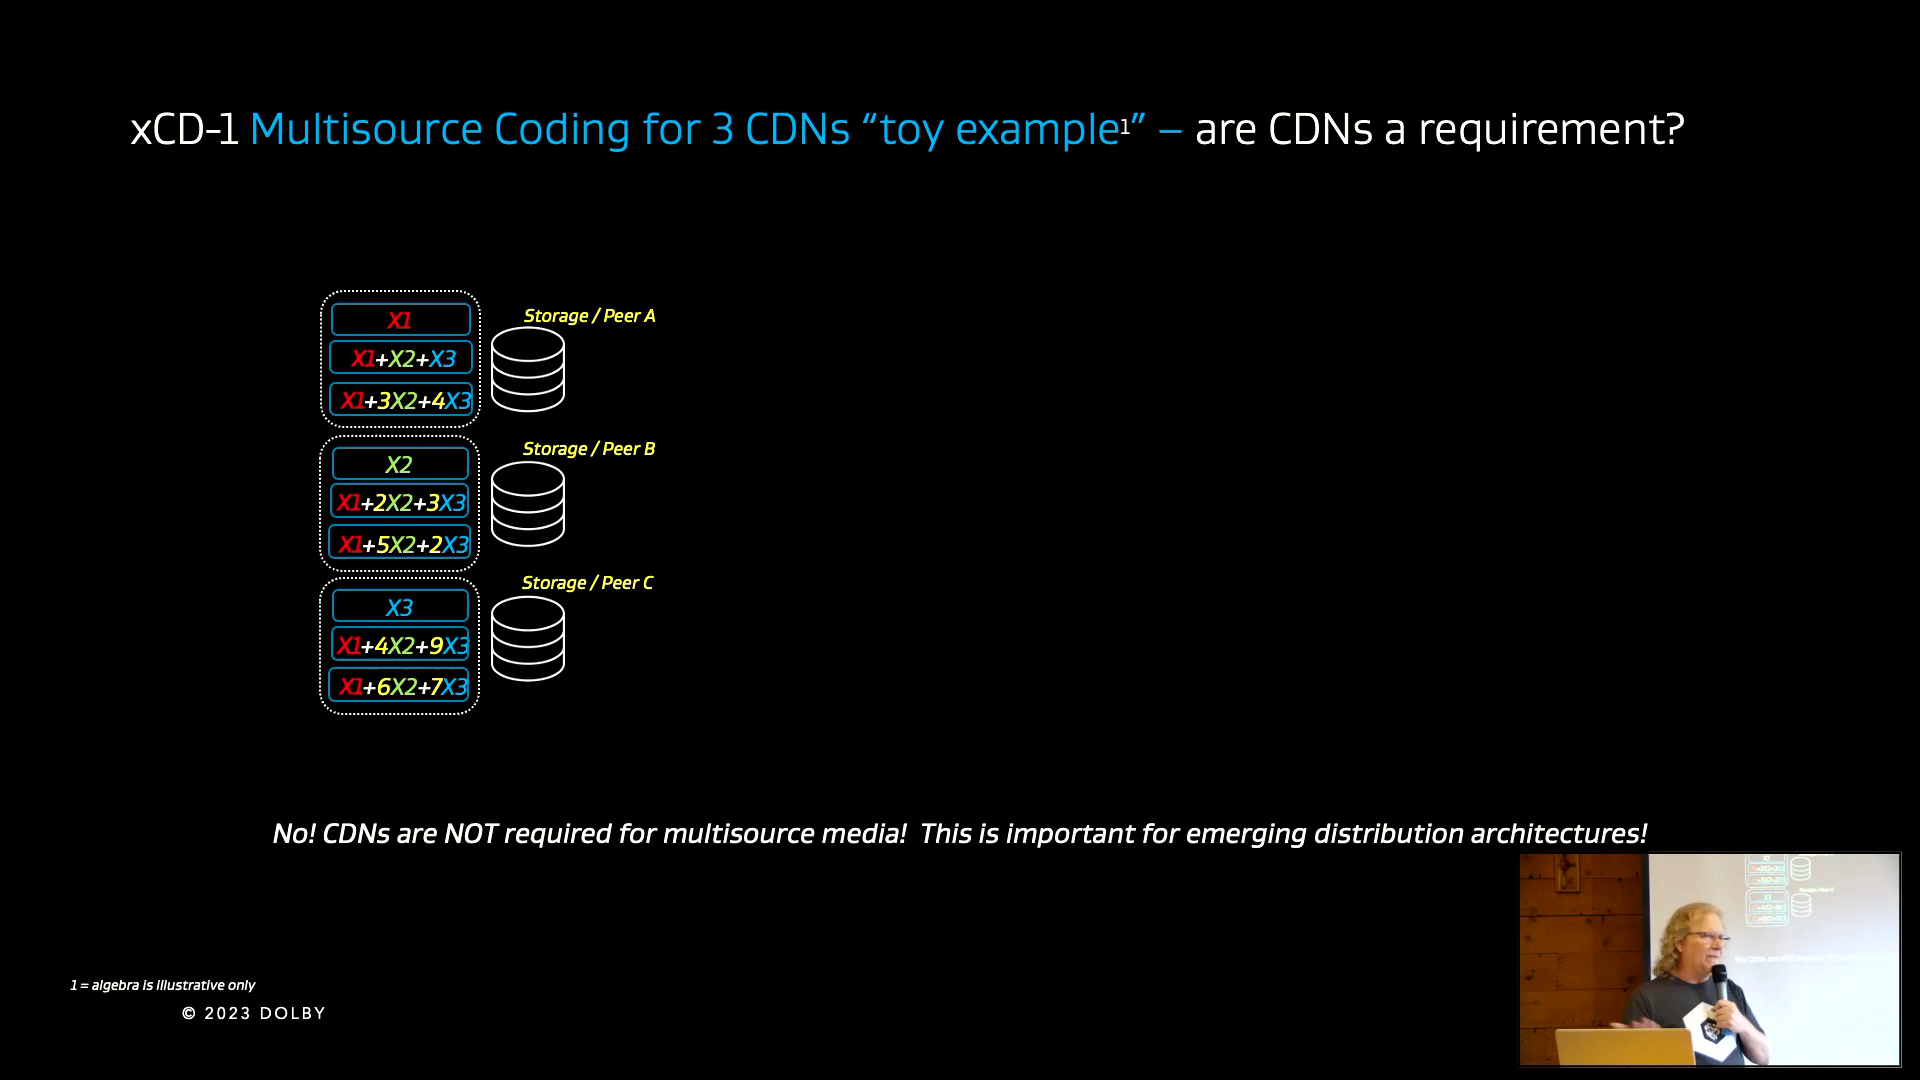 xCD-1 Multisource Coding for 3 CDNs “toy example1” – are CDNs a requirement?
X1
X1+X2+X3
X1+3X2+4X3
Storage / Peer A
X2
X1+2X2+3X3
X1+5X2+2X3
Storage / Peer B
X3
X1+4X2+9X3
X1+6X2+7X3
Storage / Peer C
No! CDNs are NOT required for multisource media! This is important for emerging distribution architectures!
1 = algebra is illustrative only
© 2023 DOLBY